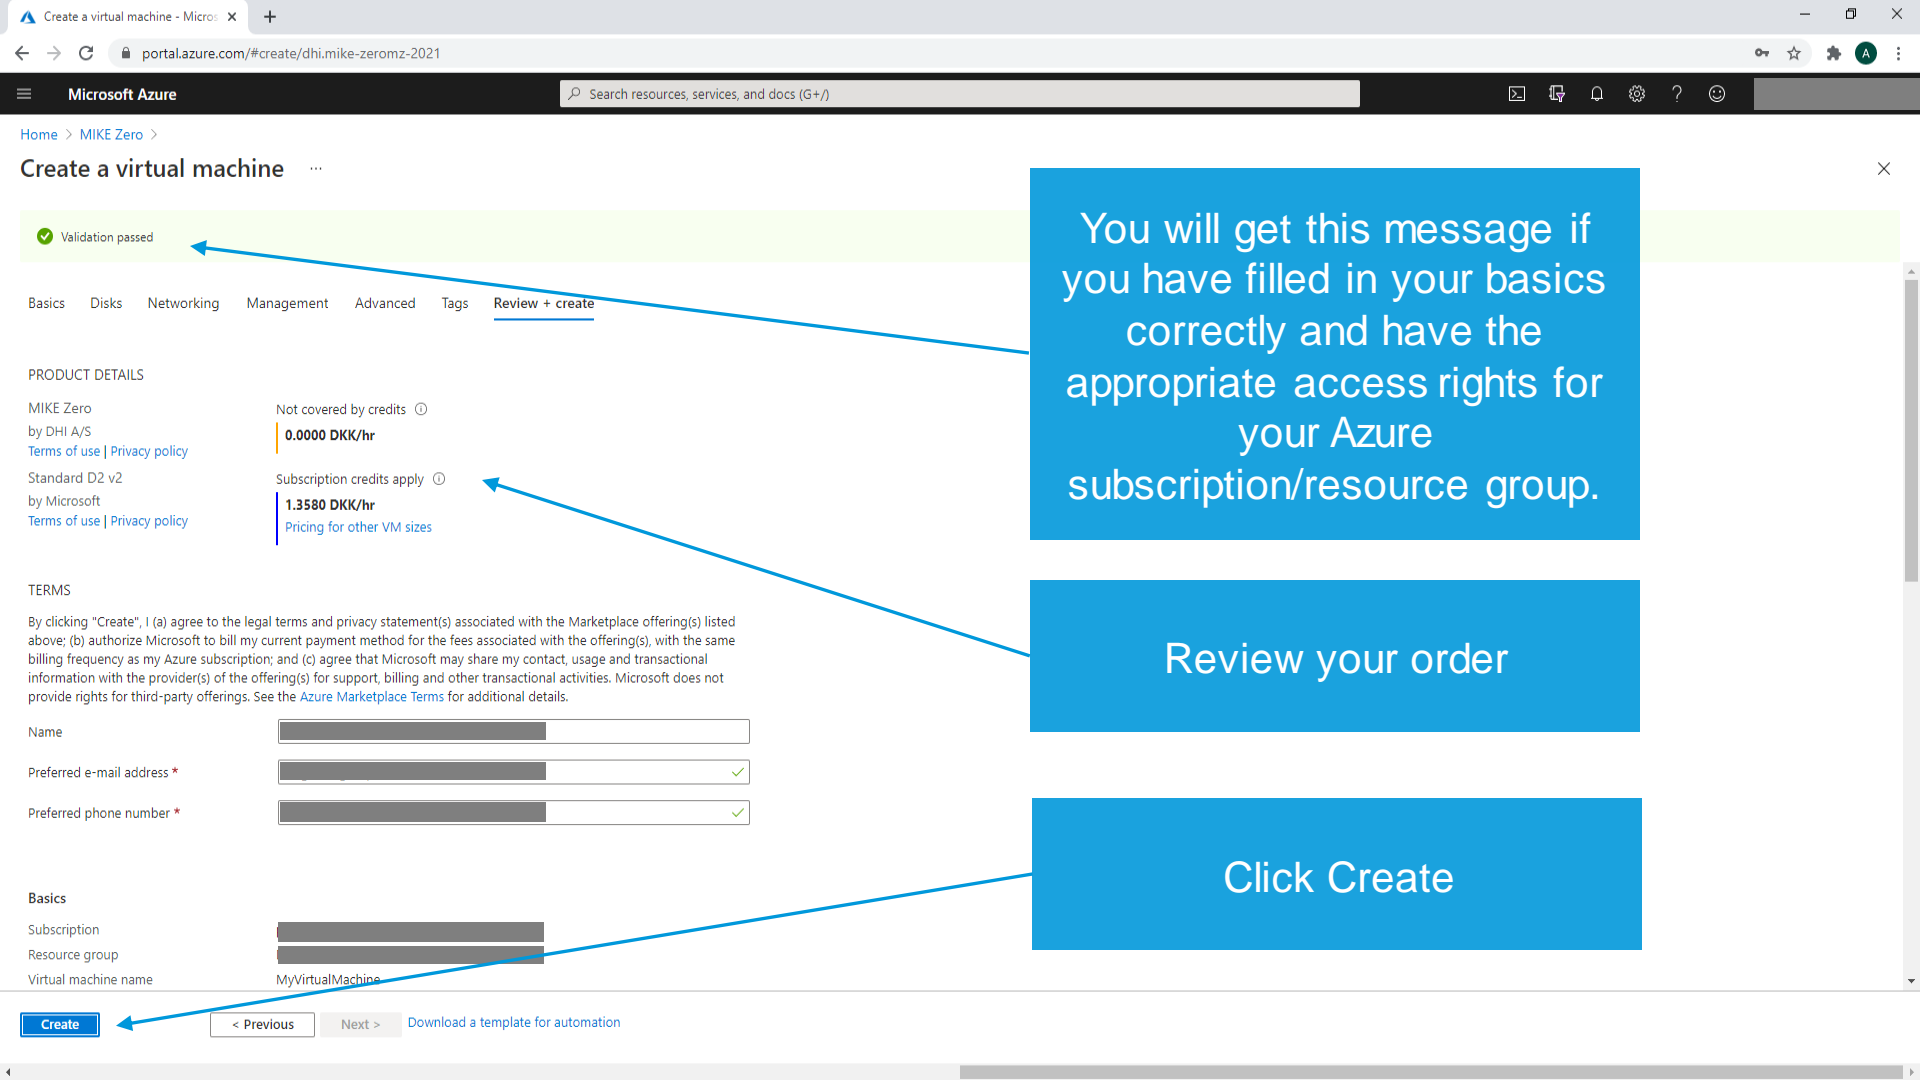 Create a virtual machine - Micros
portal.azure.com/#create/dhi.mike-zeromz-2021
A
Microsoft Azure
Search resources, services, and docs (G+/)
Home > MIKE Zero >
Create a virtual machine ...
Validation passed
Basics Disks Networking Management Advanced Tags Review + create
PRODUCT DETAILS
MIKE Zero
by DHI A/S
Terms of use | Privacy policy
Not covered by credits
0.0000 DKK/hr
Standard D2 v2
by Microsoft
Terms of use | Privacy policy
Subscription credits apply
1.3580 DKK/hr
Pricing for other VM sizes
TERMS
By clicking "Create", I (a) agree to the legal terms and privacy statement(s) associated with the Marketplace offering(s) listed
above; (b) authorize Microsoft to bill my current payment method for the fees associated with the offering(s), with the same
billing frequency as my Azure subscription; and (c) agree that Microsoft may share my contact, usage and transactional
information with the provider(s) of the offering(s) for support, billing and other transactional activities. Microsoft does not
provide rights for third-party offerings. See the Azure Marketplace Terms for additional details.
Name
Preferred e-mail address *
Preferred phone number *
Basics
Subscription
Resource group
Virtual machine name MyVirtualMachine
Create < Previous Next > Download a template for automation
You will get this message if
you have filled in your basics
correctly and have the
appropriate access rights for
your Azure
subscription/resource group.
Review your order
Click Create